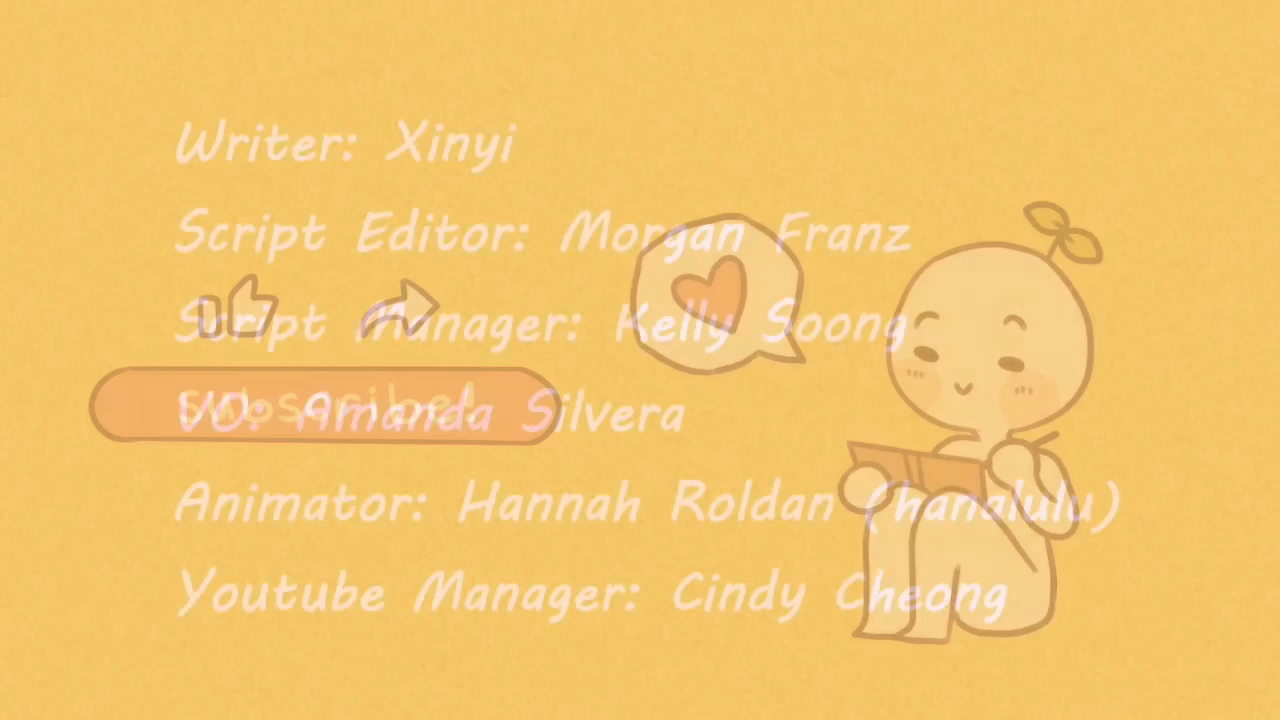 Writer: Xinyi
Script Editor: Morgan Franz
Script Manager: Kelly Soong
subscribe!
VO: Amanda Silvera
Animator: Hannah Roldan (hanalulu)
Youtube Manager: Cindy Cheong